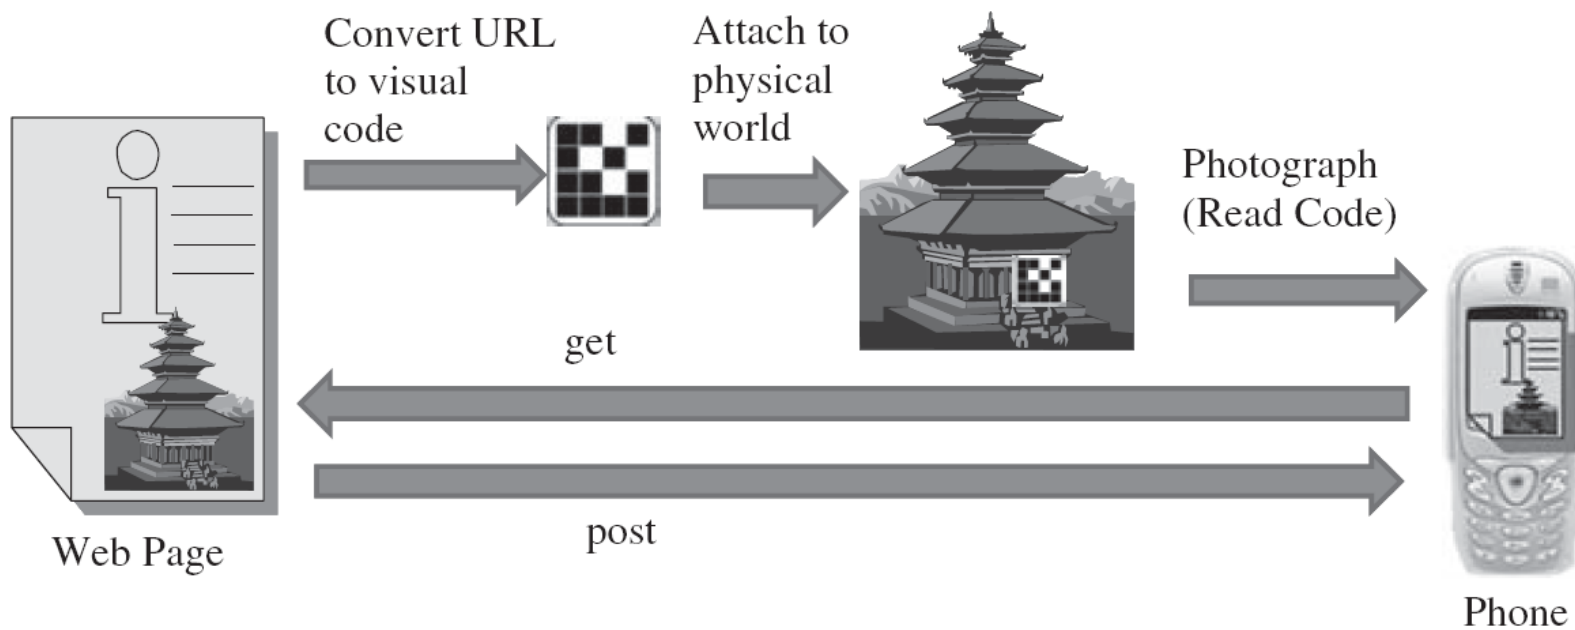 Convert URL
to visual
code
Attach to
physical
world
Photograph
(Read Code)
get
post
Web Page
Phone